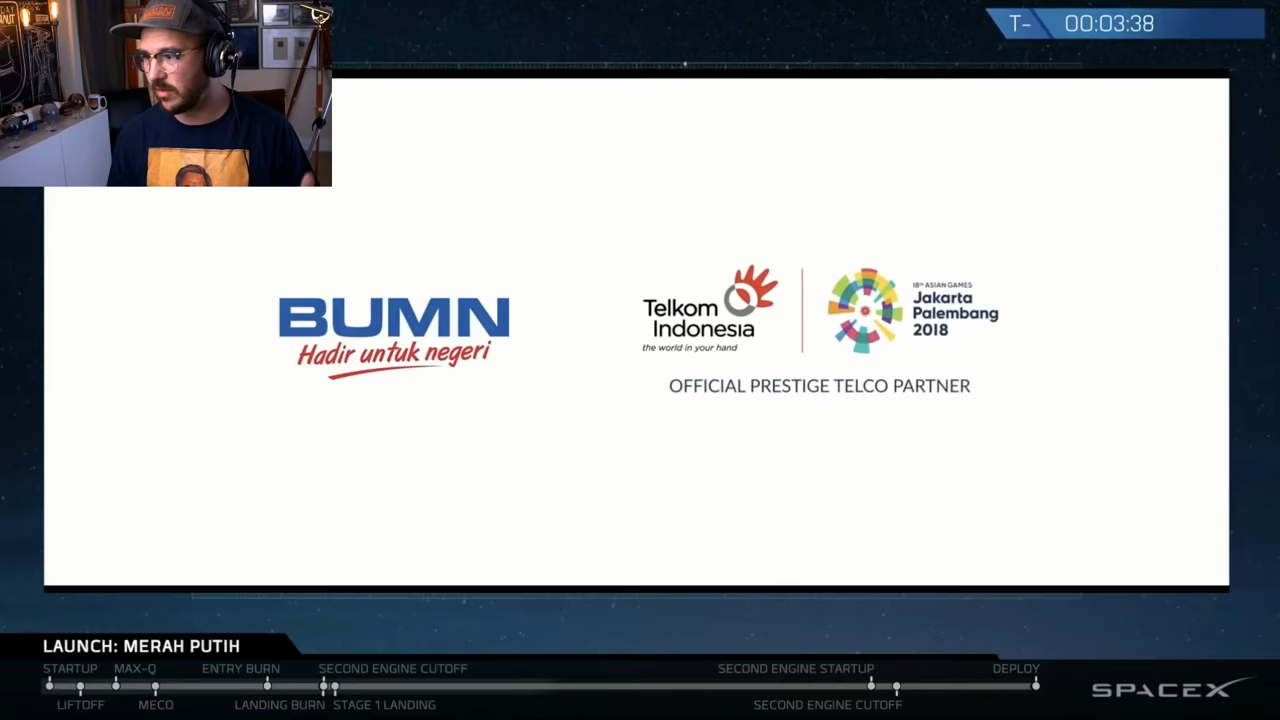 T- 00:03:38
BUMN
Hadir untuk negeri
Telkom
Indonesia
the world in your hand
18th ASIAN GAMES
Jakarta
Palembang
2018
OFFICIAL PRESTIGE TELCO PARTNER
LAUNCH: MERAH PUTIH
STARTUP MAX-Q ENTRY BURN SECOND ENGINE CUTOFF SECOND ENGINE STARTUP DEPLOY
LIFTOFF MECO LANDING BURN STAGE 1 LANDING SECOND ENGINE CUTOFF
SPACEX